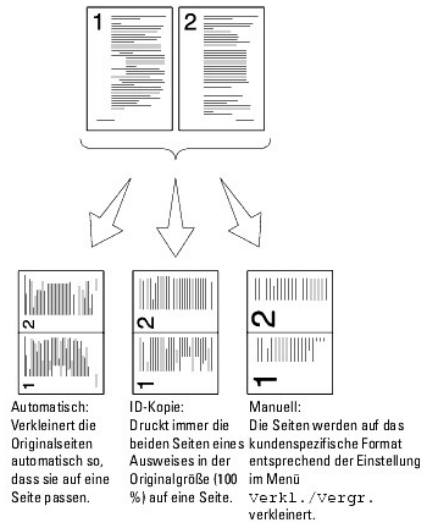 1 2
2
1
Automatisch:
Verkleinert die
Originalseiten
automatisch so,
dass sie auf eine
Seite passen.
2
1
ID-Kopie:
Druckt immer die
beiden Seiten eines
Ausweises in der
Originalgröße (100
%) auf eine Seite.
2
1
Manuell:
Die Seiten werden auf das
kundenspezifische Format
entsprechend der Einstellung
im Menü
Verkl./Vergr.
verkleinert.